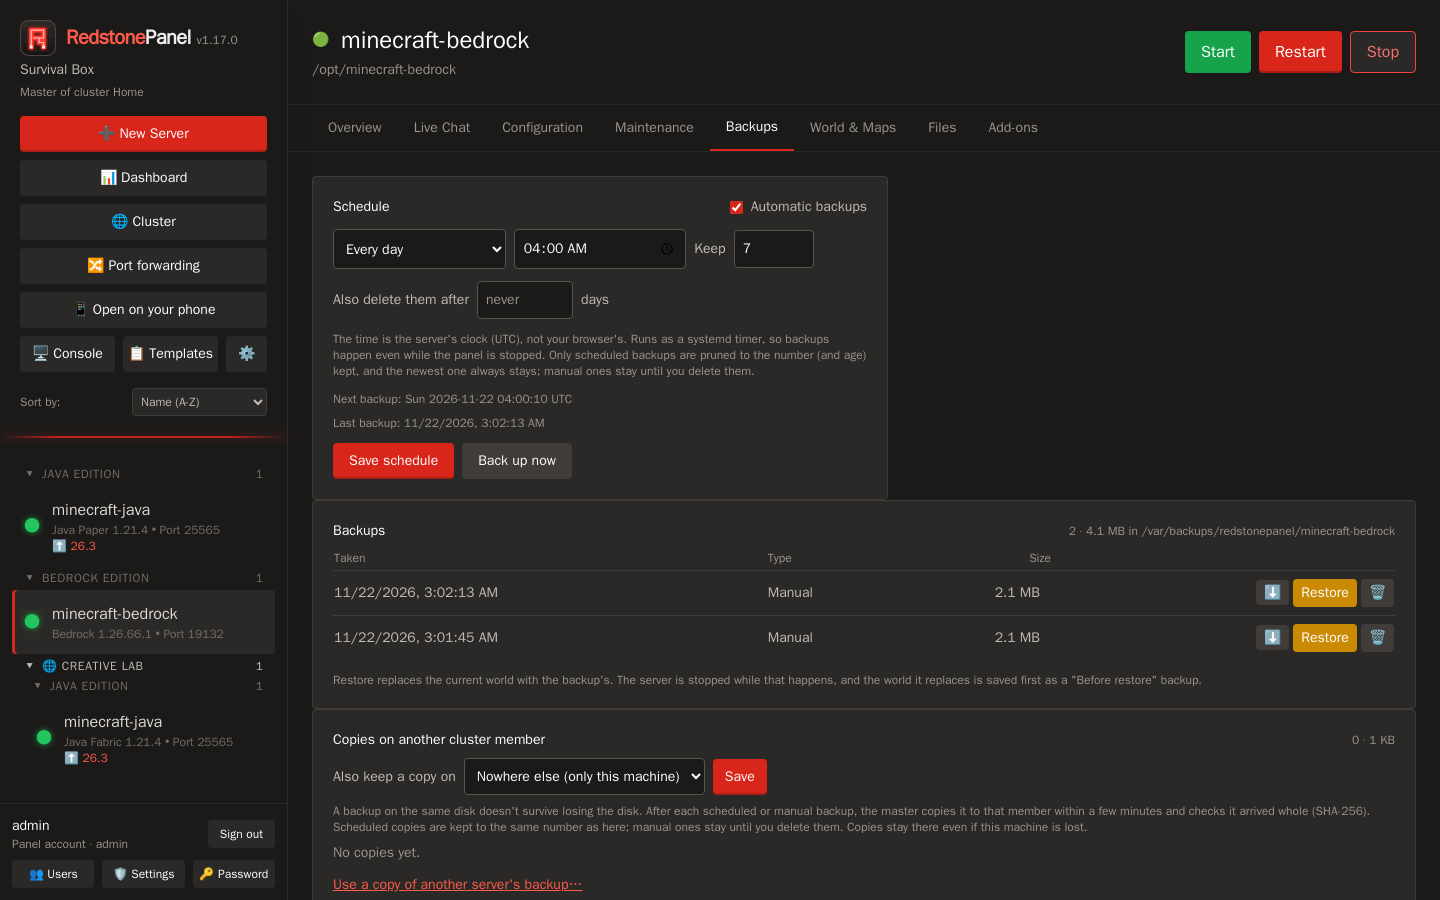 RedstonePanel v1.17.0
Survival Box
Master of cluster Home
New Server
Dashboard
Cluster
Port forwarding
Open on your phone
Console
Templates
Sort by:
Name (A-Z)
JAVA EDITION 1
minecraft-java
Java Paper 1.21.4 • Port 25565
26.3
BEDROCK EDITION 1
minecraft-bedrock
Bedrock 1.26.66.1 • Port 19132
CREATIVE LAB 1
JAVA EDITION 1
minecraft-java
Java Fabric 1.21.4 • Port 25565
26.3
admin
Panel account · admin
Sign out
Users
Settings
Password
minecraft-bedrock
/opt/minecraft-bedrock
Start
Restart
Stop
Overview
Live Chat
Configuration
Maintenance
Backups
World & Maps
Files
Add-ons
Schedule
Automatic backups
Every day
04:00 AM
Keep
7
Also delete them after never days
The time is the server's clock (UTC), not your browser's. Runs as a systemd timer, so backups
happen even while the panel is stopped. Only scheduled backups are pruned to the number (and age)
kept, and the newest one always stays; manual ones stay until you delete them.
Next backup: Sun 2026-11-22 04:00:10 UTC
Last backup: 11/22/2026, 3:02:13 AM
Save schedule
Back up now
Backups
2 · 4.1 MB in /var/backups/redstonepanel/minecraft-bedrock
Taken Type Size
11/22/2026, 3:02:13 AM Manual 2.1 MB Restore
11/22/2026, 3:01:45 AM Manual 2.1 MB Restore
Restore replaces the current world with the backup's. The server is stopped while that happens, and the world it replaces is saved first as a "Before restore" backup.
Copies on another cluster member
0 · 1 KB
Also keep a copy on
Nowhere else (only this machine)
Save
A backup on the same disk doesn't survive losing the disk. After each scheduled or manual backup, the master copies it to that member within a few minutes and checks it arrived whole (SHA-256).
Scheduled copies are kept to the same number as here; manual ones stay until you delete them. Copies stay there even if this machine is lost.
No copies yet.
Use a copy of another server's backup…